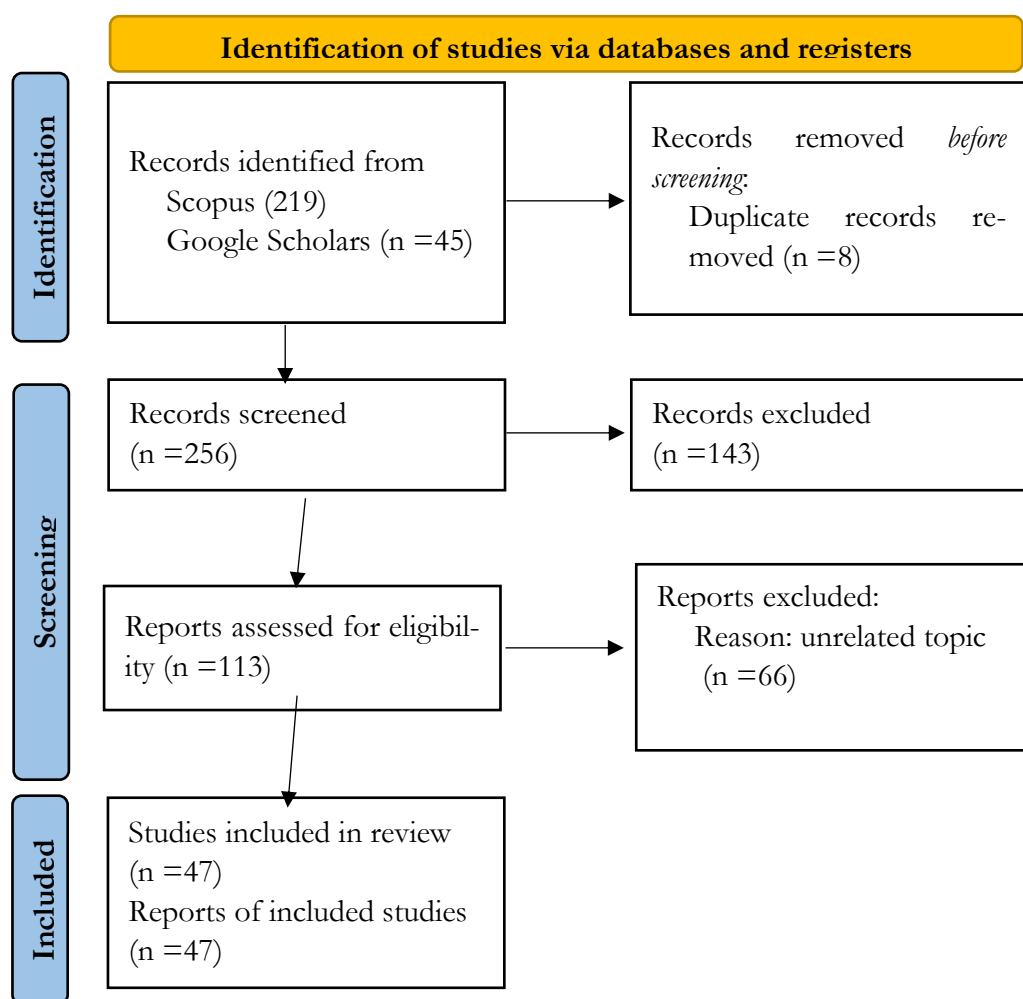 Identification of studies via databases and registers
Identification
Records identified from
Scopus (219)
Google Scholars (n =45)
Records removed before
screening:
Duplicate records re-
moved (n =8)
Screening
Records screened
(n =256)
Records excluded
(n =143)
Reports assessed for eligibil-
ity (n =113)
Reports excluded:
Reason: unrelated topic
(n =66)
Included
Studies included in review
(n =47)
Reports of included studies
(n =47)